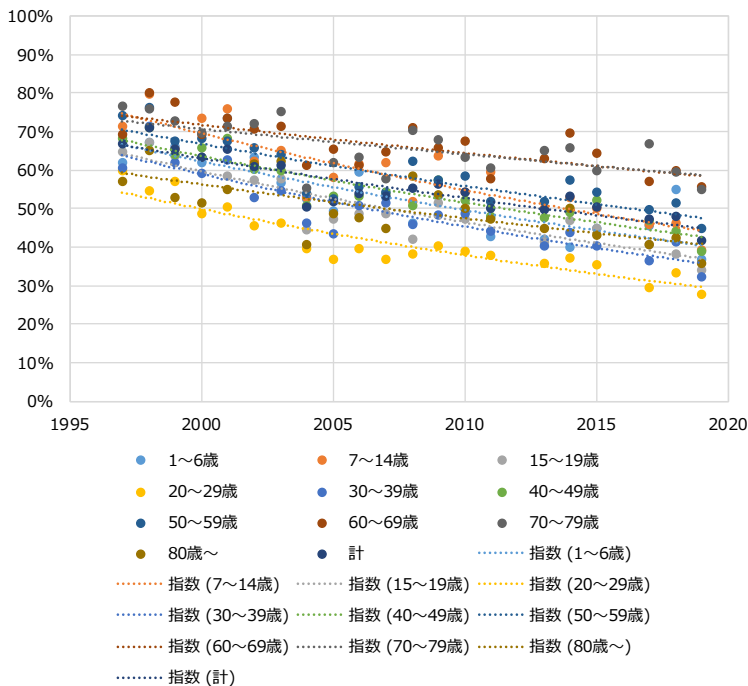 100%
90%
80%
70%
60%
50%
40%
30%
20%
10%
0%
1995 2000 2005 2010 2015 2020
1～6歳 7～14歳 15～19歳
20～29歳 30～39歳 40～49歳
50～59歳 60～69歳 70～79歳
80歳～ 計 指数 (1～6歳)
指数 (7～14歳) 指数 (15～19歳) 指数 (20～29歳)
指数 (30～39歳) 指数 (40～49歳) 指数 (50～59歳)
指数 (60～69歳) 指数 (70～79歳) 指数 (80歳～)
指数 (計)